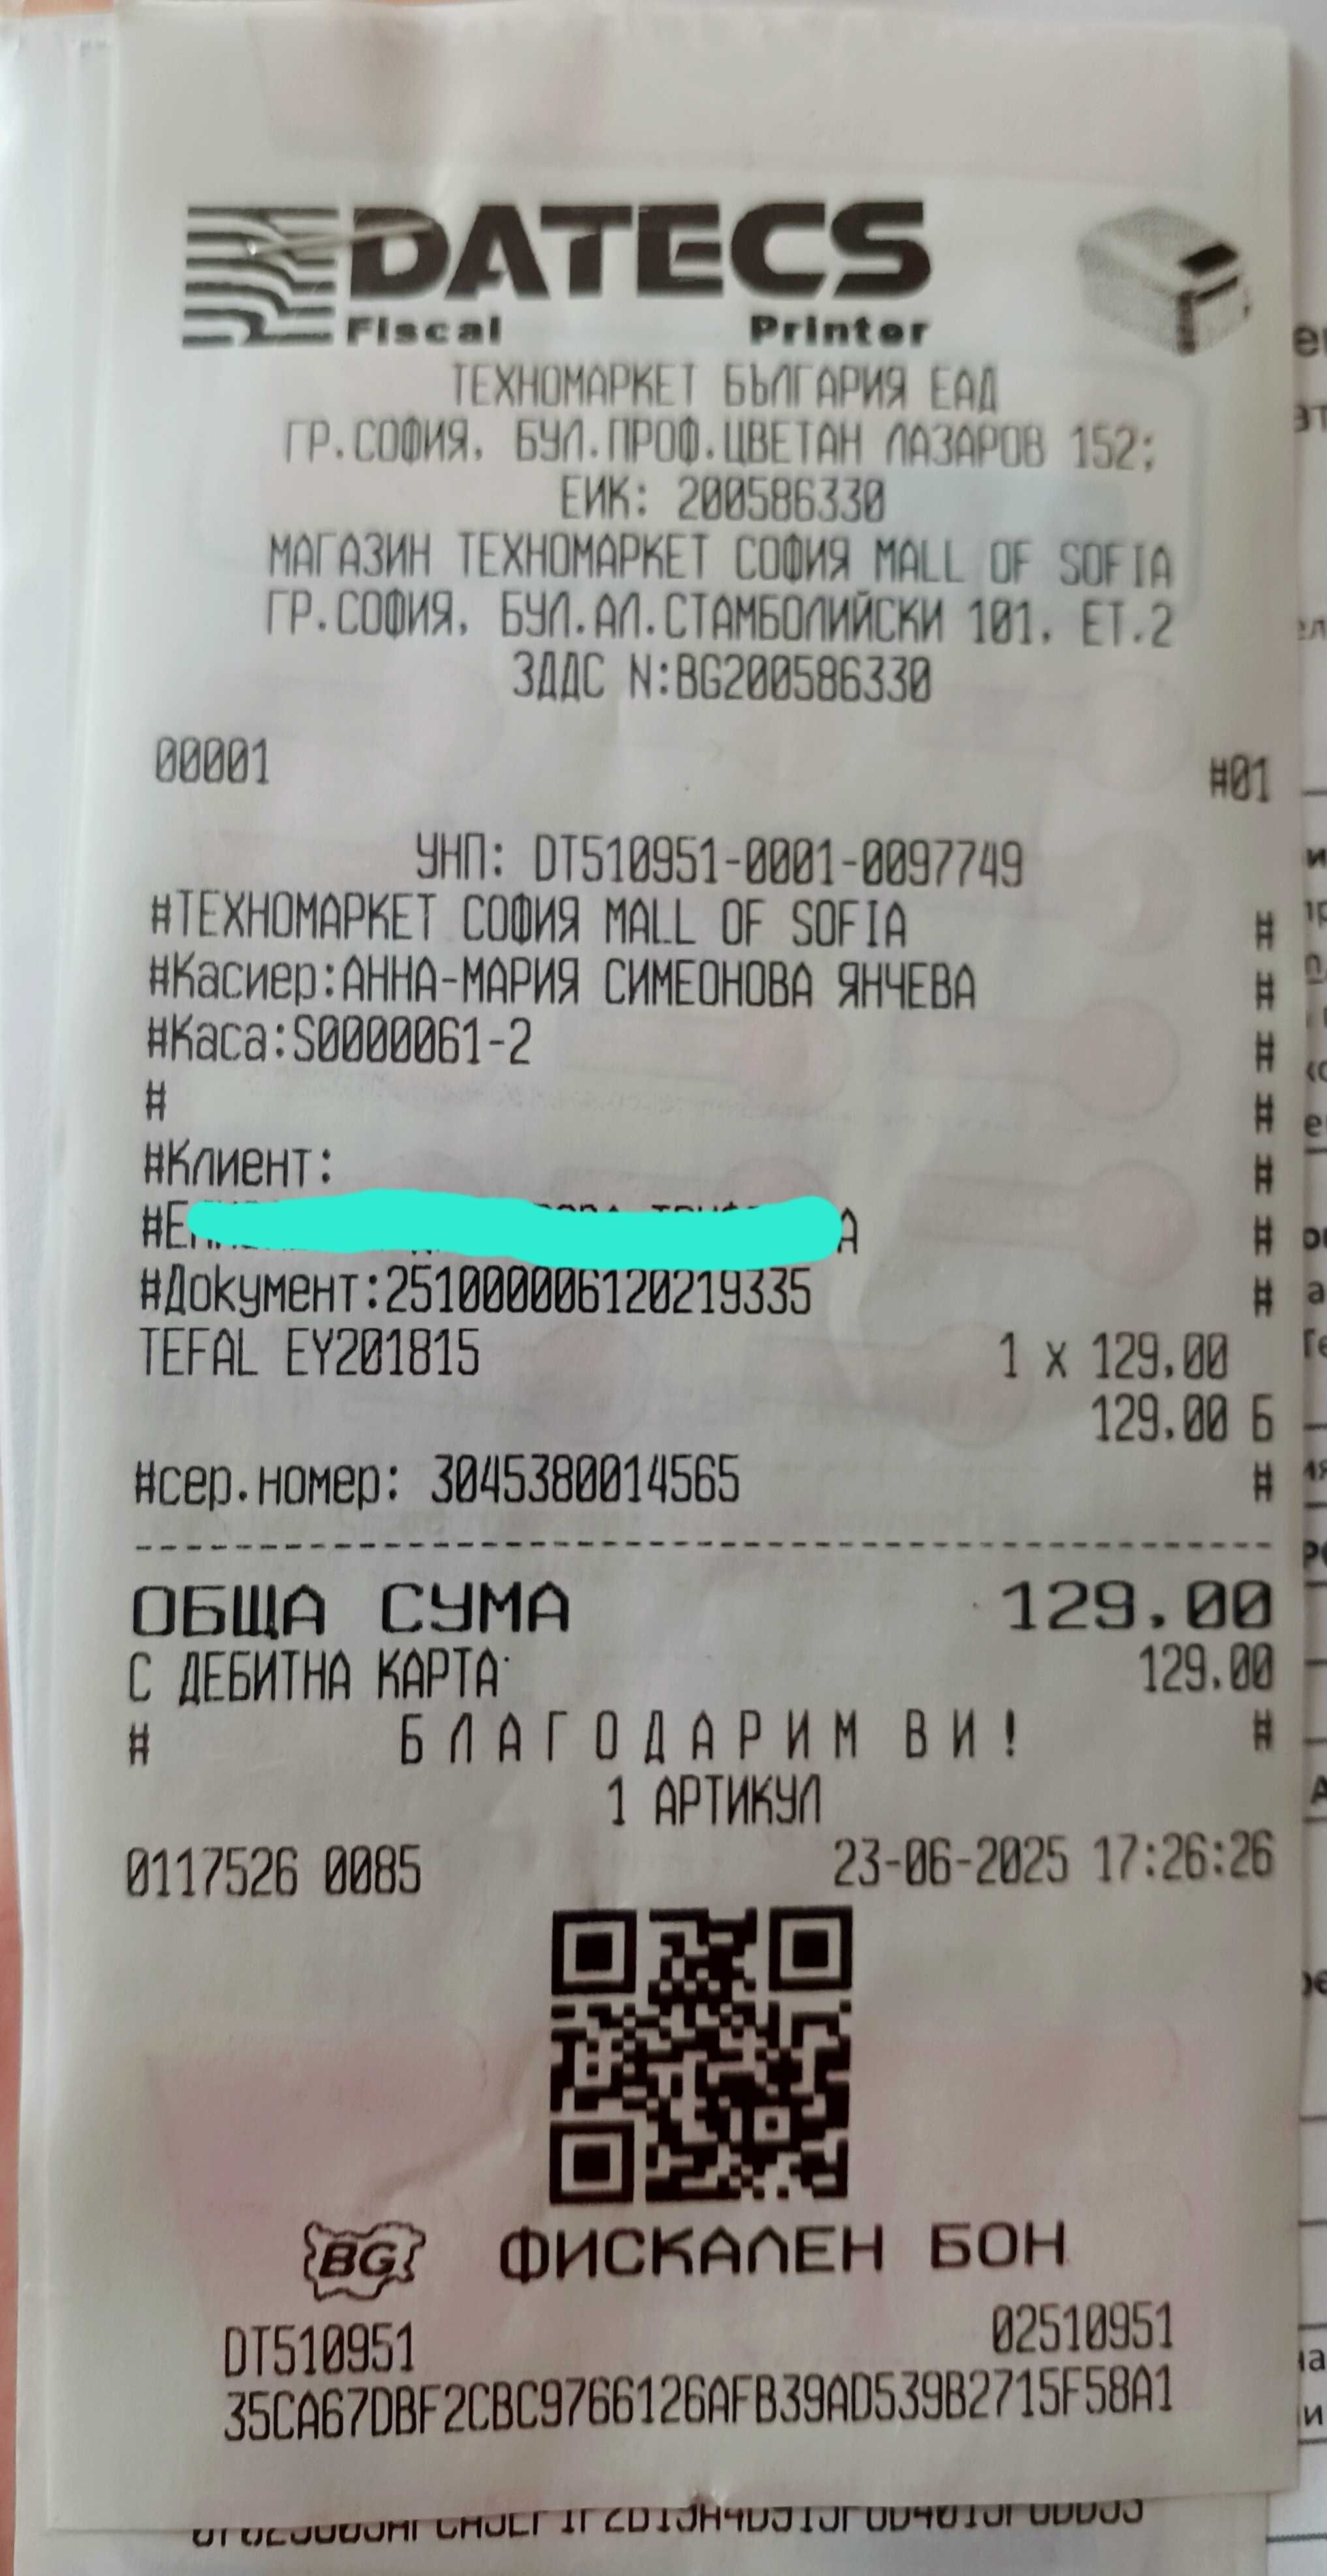 DATECS
Fiscal Printer
ТЕХНОМАРКЕТ БЪЛГАРИЯ ЕАД
ГР.СОФИЯ, БУЛ.ПРОФ.ЦВЕТАН ЛАЗАРОВ 152;
ЕИК: 200586330
МАГАЗИН ТЕХНОМАРКЕТ СОФИЯ MALL OF SOFIA
ГР.СОФИЯ, БУЛ.АЛ.СТАМБОЛИЙСКИ 101, ЕТ.2
ЗДДС N:BG200586330
00001 #01
УНП: DT510951-0001-0097749
#ТЕХНОМАРКЕТ СОФИЯ MALL OF SOFIA #
#Касиер:АННА-МАРИЯ СИМЕОНОВА ЯНЧЕВА #
#Каса:S0000061-2 #
# #
#Клиент: #
#
#Документ:251000006120219335 #
TEFAL EY201815 1 x 129.00
129.00 Б
#сер.номер: 3045380014565 #
ОБЩА СУМА 129.00
С ДЕБИТНА КАРТА 129.00
# БЛАГОДАРИМ ВИ! #
1 АРТИКУЛ
0117526 0085 23-06-2025 17:26:26
BG ФИСКАЛЕН БОН
DT510951 02510951
35CA67DBF2CBC9766126AFB39AD539B2715F58A1